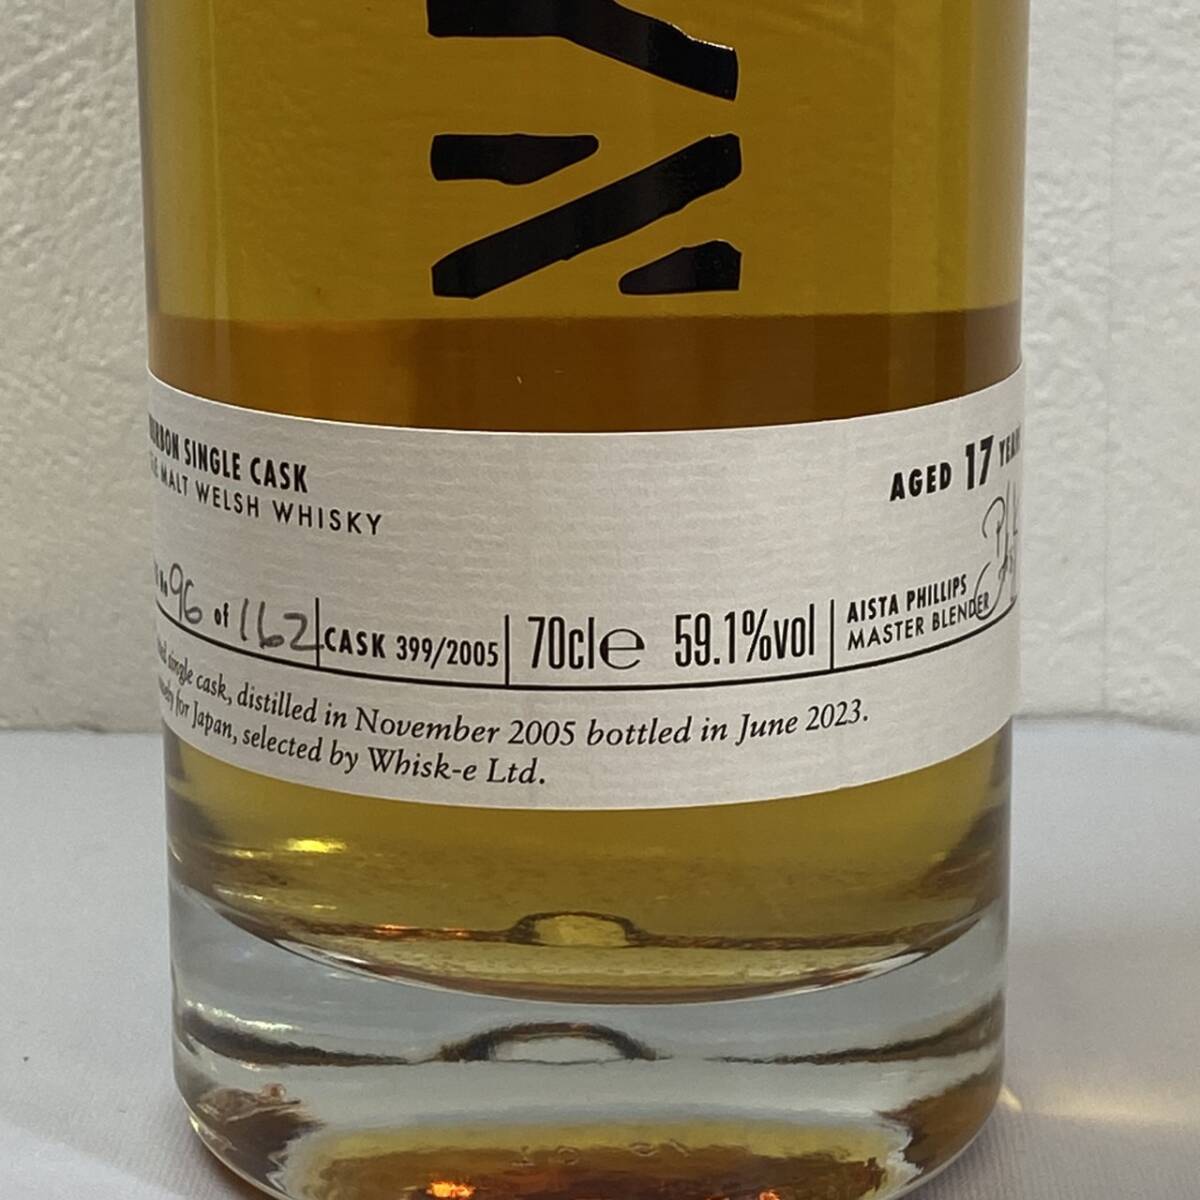 SINGLE CASK
MALT WELSH WHISKY
AGED 17
96 of 162
CASK 399/2005
70cl℮
59.1%vol
AISTA PHILLIPS
MASTER BLENDER
single cask, distilled in November 2005 bottled in June 2023.
for Japan, selected by Whisk-e Ltd.